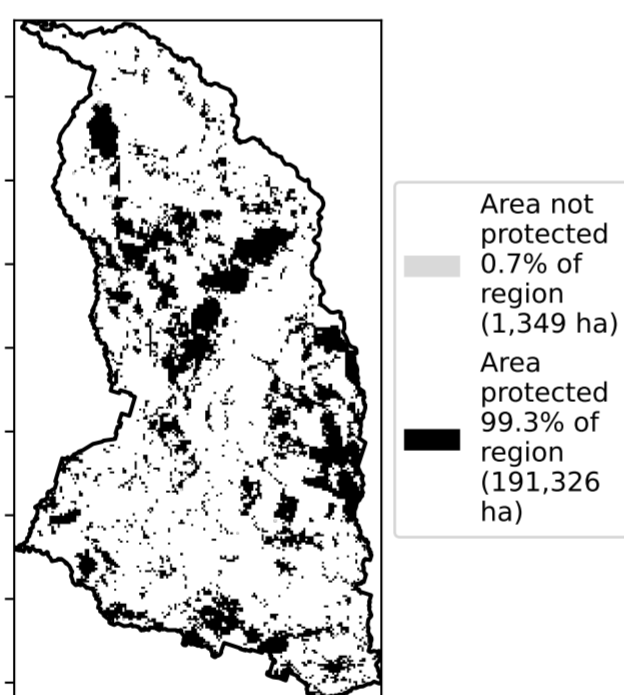 Area not
protected
0.7% of
region
(1,349 ha)
Area
protected
99.3% of
region
(191,326
ha)